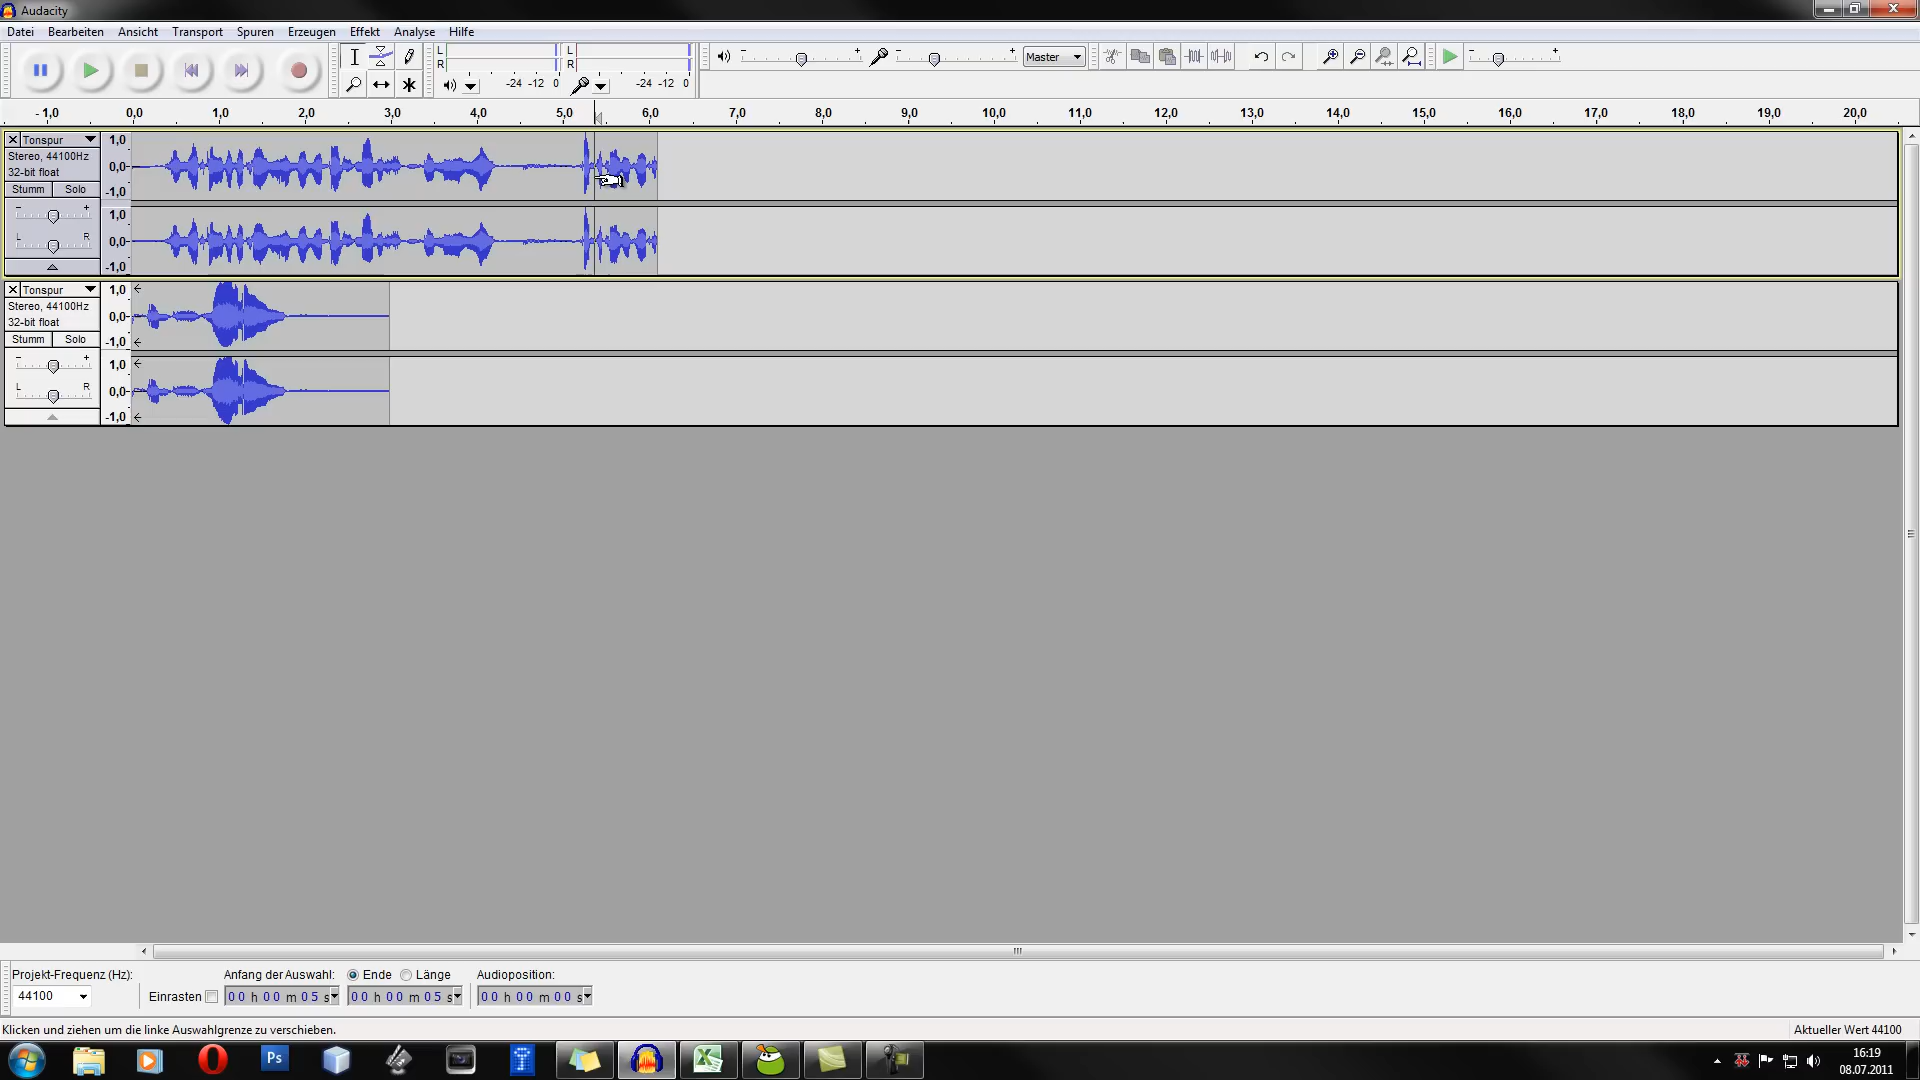 Audacity
Datei Bearbeiten Ansicht Transport Spuren Erzeugen Effekt Analyse Hilfe
L L
R R
- + - + Master - +
-24 -12 0 -24 -12 0
- 1,0 0,0 1,0 2,0 3,0 4,0 5,0 6,0 7,0 8,0 9,0 10,0 11,0 12,0 13,0 14,0 15,0 16,0 17,0 18,0 19,0 20,0
Tonspur 1,0
Stereo, 44100Hz 0,0
32-bit float
Stumm Solo -1,0
- + 1,0
L R 0,0
-1,0
Tonspur 1,0
Stereo, 44100Hz 0,0
32-bit float
Stumm Solo -1,0
- + 1,0
L R 0,0
-1,0
Projekt-Frequenz (Hz): Anfang der Auswahl: Ende Länge Audioposition:
44100 Einrasten 00 h 00 m 05 s 00 h 00 m 05 s 00 h 00 m 00 s
Klicken und ziehen um die linke Auswahlgrenze zu verschieben. Aktueller Wert 44100
Ps
16:19
08.07.2011